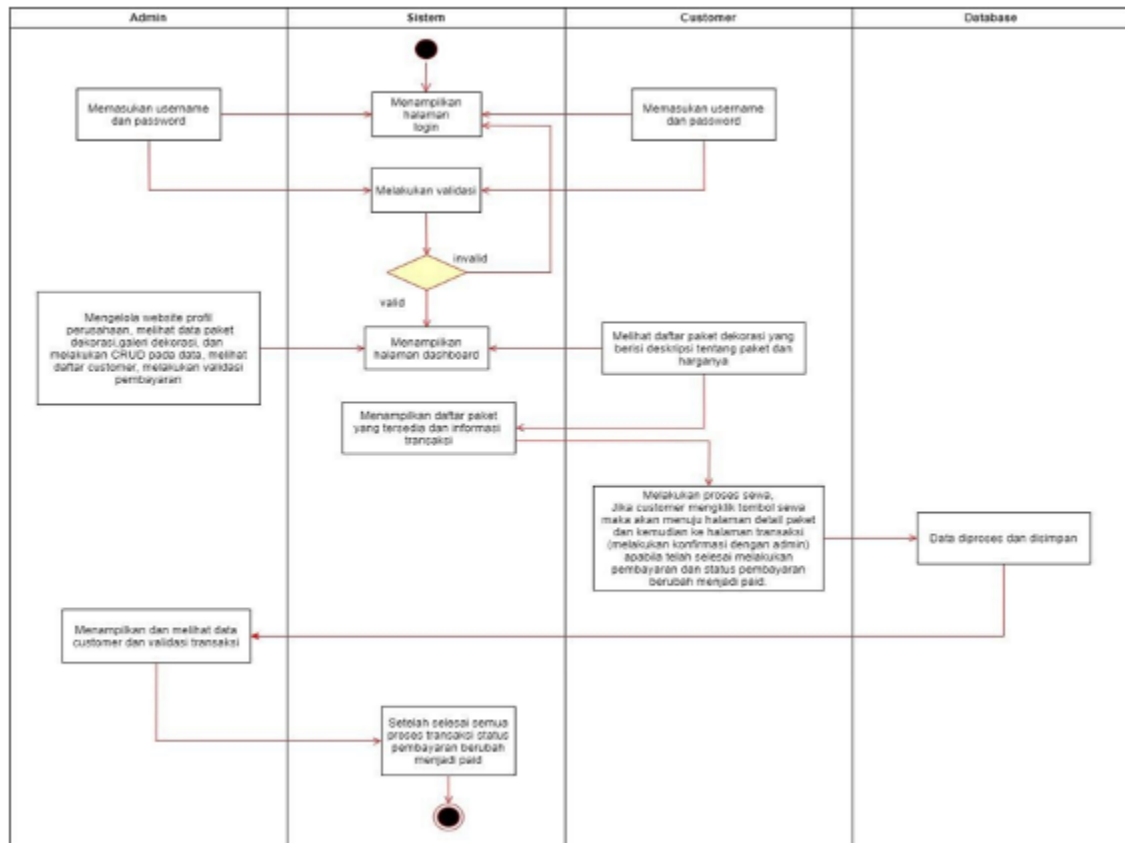 Admin
Sistem
Customer
Database
Memasukan username
dan password
Menampilkan
halaman
login
Memasukan username
dan password
Melakukan validasi
invalid
valid
Mengelola website profil
perusahaan, melihat data paket
dekorasi,galeri dekorasi, dan
melakukan CRUD pada data, melihat
daftar customer, melakukan validasi
pembayaran
Menampilkan
halaman dashboard
Melihat daftar paket dekorasi yang
berisi deskripsi tentang paket dan
harganya
Menampilkan daftar paket
yang tersedia dan informasi
transaksi
Melakukan proses sewa,
Jika customer mengklik tombol sewa
maka akan menuju halaman detail paket
dan kemudian ke halaman transaksi
(melakukan konfirmasi dengan admin)
apabila telah selesai melakukan
pembayaran dan status pembayaran
berubah menjadi paid.
Data diproses dan disimpan
Menampilkan dan melihat data
customer dan validasi transaksi
Setelah selesai semua
proses transaksi status
pembayaran berubah
menjadi paid